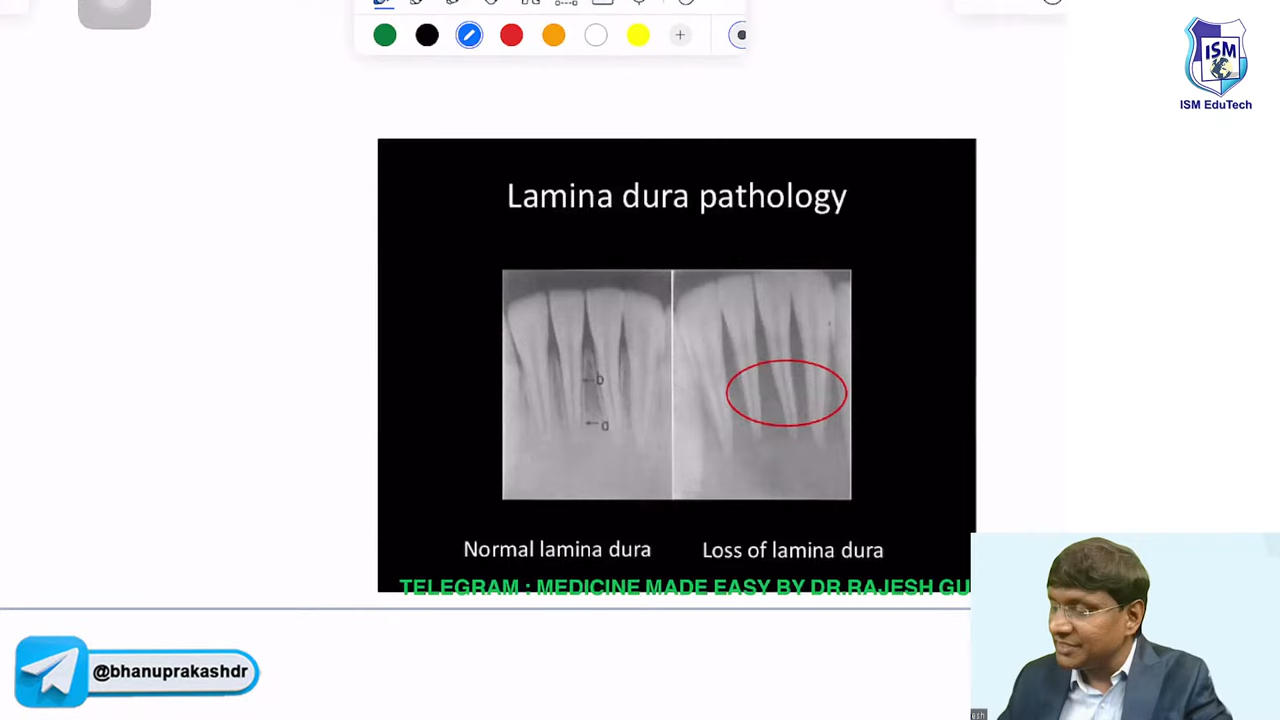 ISM
ISM EduTech
Lamina dura pathology
b
a
Normal lamina dura
Loss of lamina dura
TELEGRAM : MEDICINE MADE EASY BY DR.RAJESH GU
@bhanuprakashdr
esh